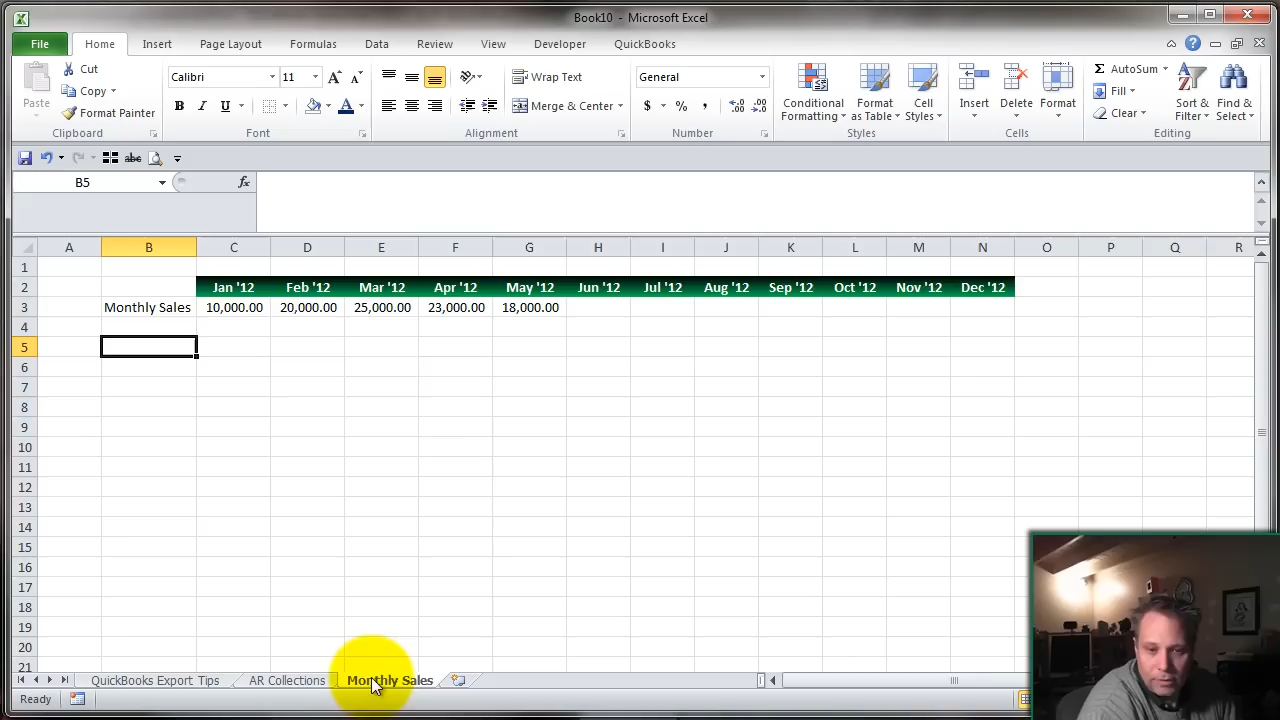 Book10 - Microsoft Excel
File Home Insert Page Layout Formulas Data Review View Developer QuickBooks
Paste
Cut
Copy
Format Painter
Clipboard
Calibri 11
B I U
Font
Wrap Text
Merge & Center
Alignment
General
$ % ,
Number
Conditional Formatting
Format as Table
Cell Styles
Styles
Insert Delete Format
Cells
AutoSum
Fill
Clear
Sort & Filter
Find & Select
Editing
B5
fx
A B C D E F G H I J K L M N O P Q R
1
2 Jan '12 Feb '12 Mar '12 Apr '12 May '12 Jun '12 Jul '12 Aug '12 Sep '12 Oct '12 Nov '12 Dec '12
3 Monthly Sales 10,000.00 20,000.00 25,000.00 23,000.00 18,000.00
4
5
6
7
8
9
10
11
12
13
14
15
16
17
18
19
20
21
QuickBooks Export Tips AR Collections Monthly Sales
Ready